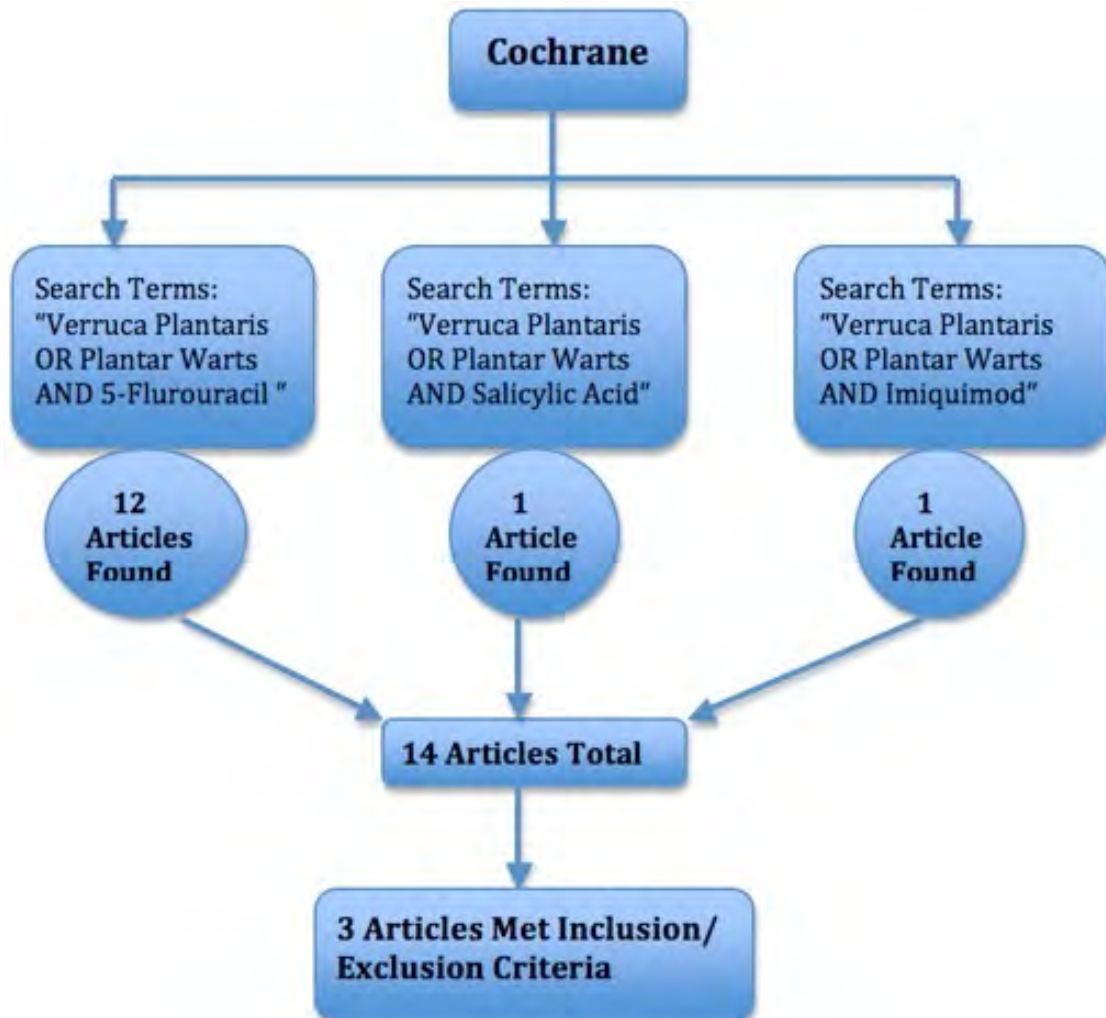 Cochrane
Search Terms:
"Verruca Plantaris
OR Plantar Warts
AND 5-Flurouracil "
Search Terms:
"Verruca Plantaris
OR Plantar Warts
AND Salicylic Acid"
Search Terms:
"Verruca Plantaris
OR Plantar Warts
AND Imiquimod"
12
Articles
Found
1
Article
Found
1
Article
Found
14 Articles Total
3 Articles Met Inclusion/
Exclusion Criteria